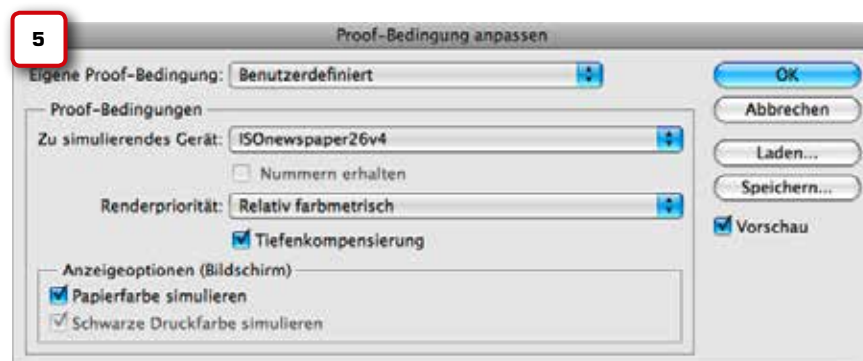 5
Proof-Bedingung anpassen
Eigene Proof-Bedingung: Benutzerdefiniert
OK
Proof-Bedingungen
Abbrechen
Zu simulierendes Gerät: ISOnewspaper26v4
Laden...
Nummern erhalten
Speichern...
Renderpriorität: Relativ farbmetrisch
Vorschau
Tiefenkompensierung
Anzeigeoptionen (Bildschirm)
Papierfarbe simulieren
Schwarze Druckfarbe simulieren